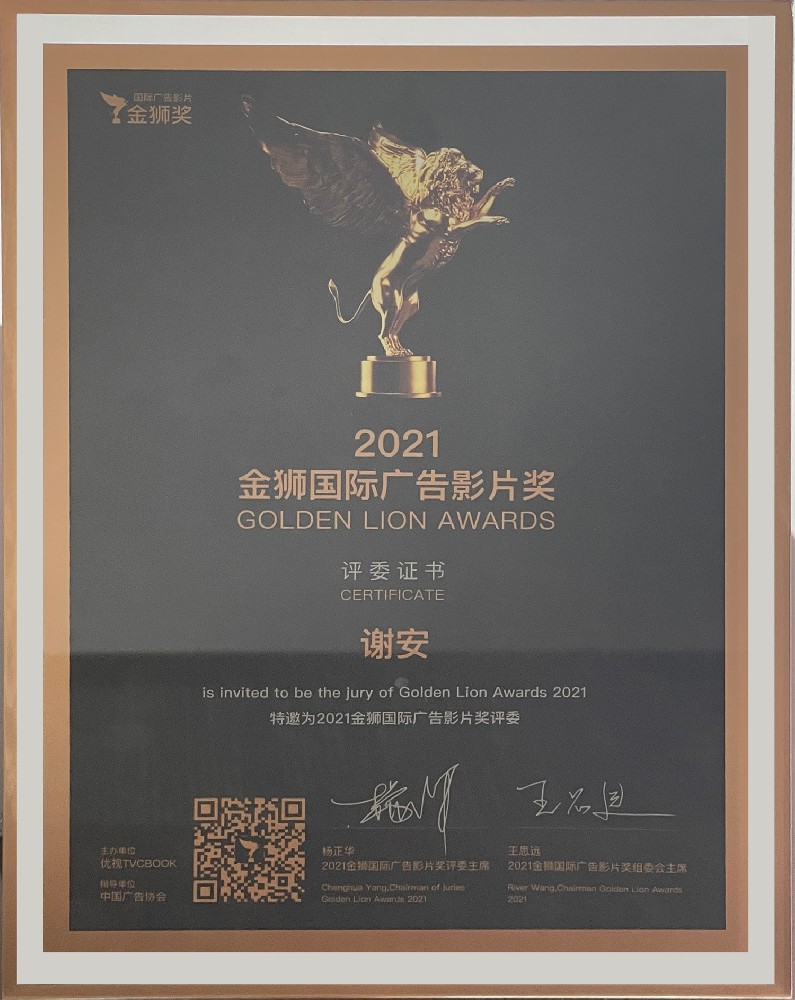 国际广告影片
金狮奖
2021
金狮国际广告影片奖
GOLDEN LION AWARDS
评委证书
CERTIFICATE
谢安
is invited to be the jury of Golden Lion Awards 2021
特邀为2021金狮国际广告影片奖评委
主办单位
优视TVCBOOK
指导单位
中国广告协会
杨正华
2021金狮国际广告影片奖评委主席
Chenghua Yang,Chairman of juries
Golden Lion Awards 2021
王思远
2021金狮国际广告影片奖组委会主席
River Wang,Chairman Golden Lion Awards
2021